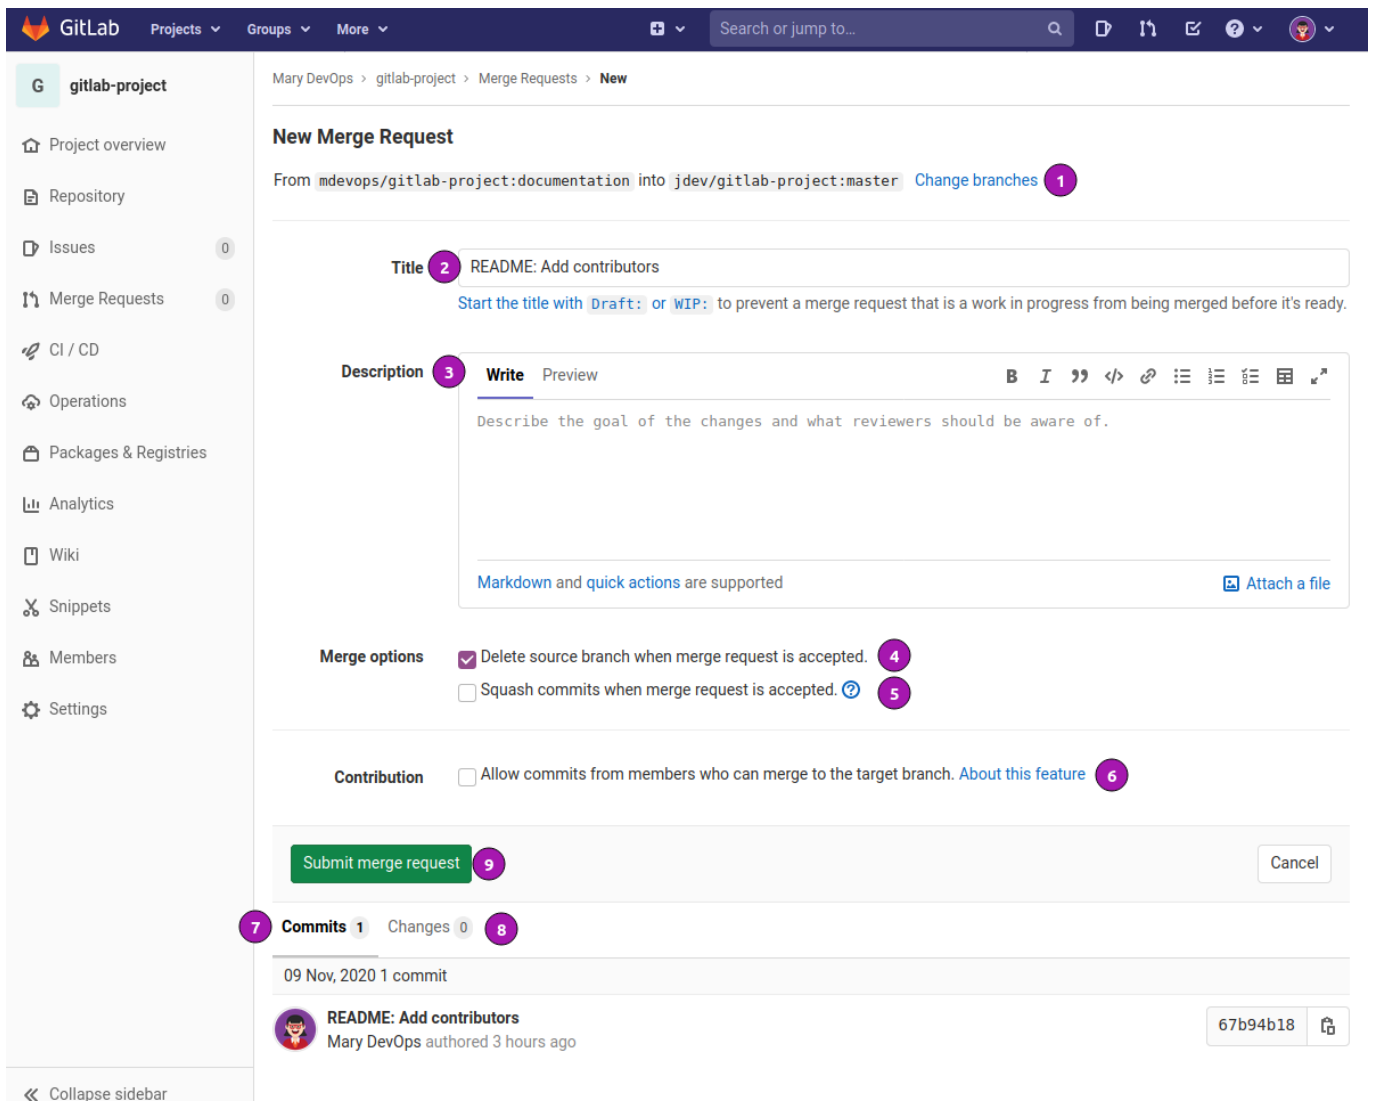 GitLab Projects Groups More Search or jump to...
G gitlab-project
Project overview
Repository
Issues 0
Merge Requests 0
CI / CD
Operations
Packages & Registries
Analytics
Wiki
Snippets
Members
Settings
Collapse sidebar
Mary DevOps > gitlab-project > Merge Requests > New
New Merge Request
From mdevops/gitlab-project:documentation into jdev/gitlab-project:master Change branches 1
Title 2 README: Add contributors
Start the title with Draft: or WIP: to prevent a merge request that is a work in progress from being merged before it's ready.
Description 3 Write Preview
Describe the goal of the changes and what reviewers should be aware of.
Markdown and quick actions are supported Attach a file
Merge options Delete source branch when merge request is accepted. 4
Squash commits when merge request is accepted. 5
Contribution Allow commits from members who can merge to the target branch. About this feature 6
Submit merge request 9 Cancel
7 Commits 1 Changes 0 8
09 Nov, 2020 1 commit
README: Add contributors
Mary DevOps authored 3 hours ago
67b94b18